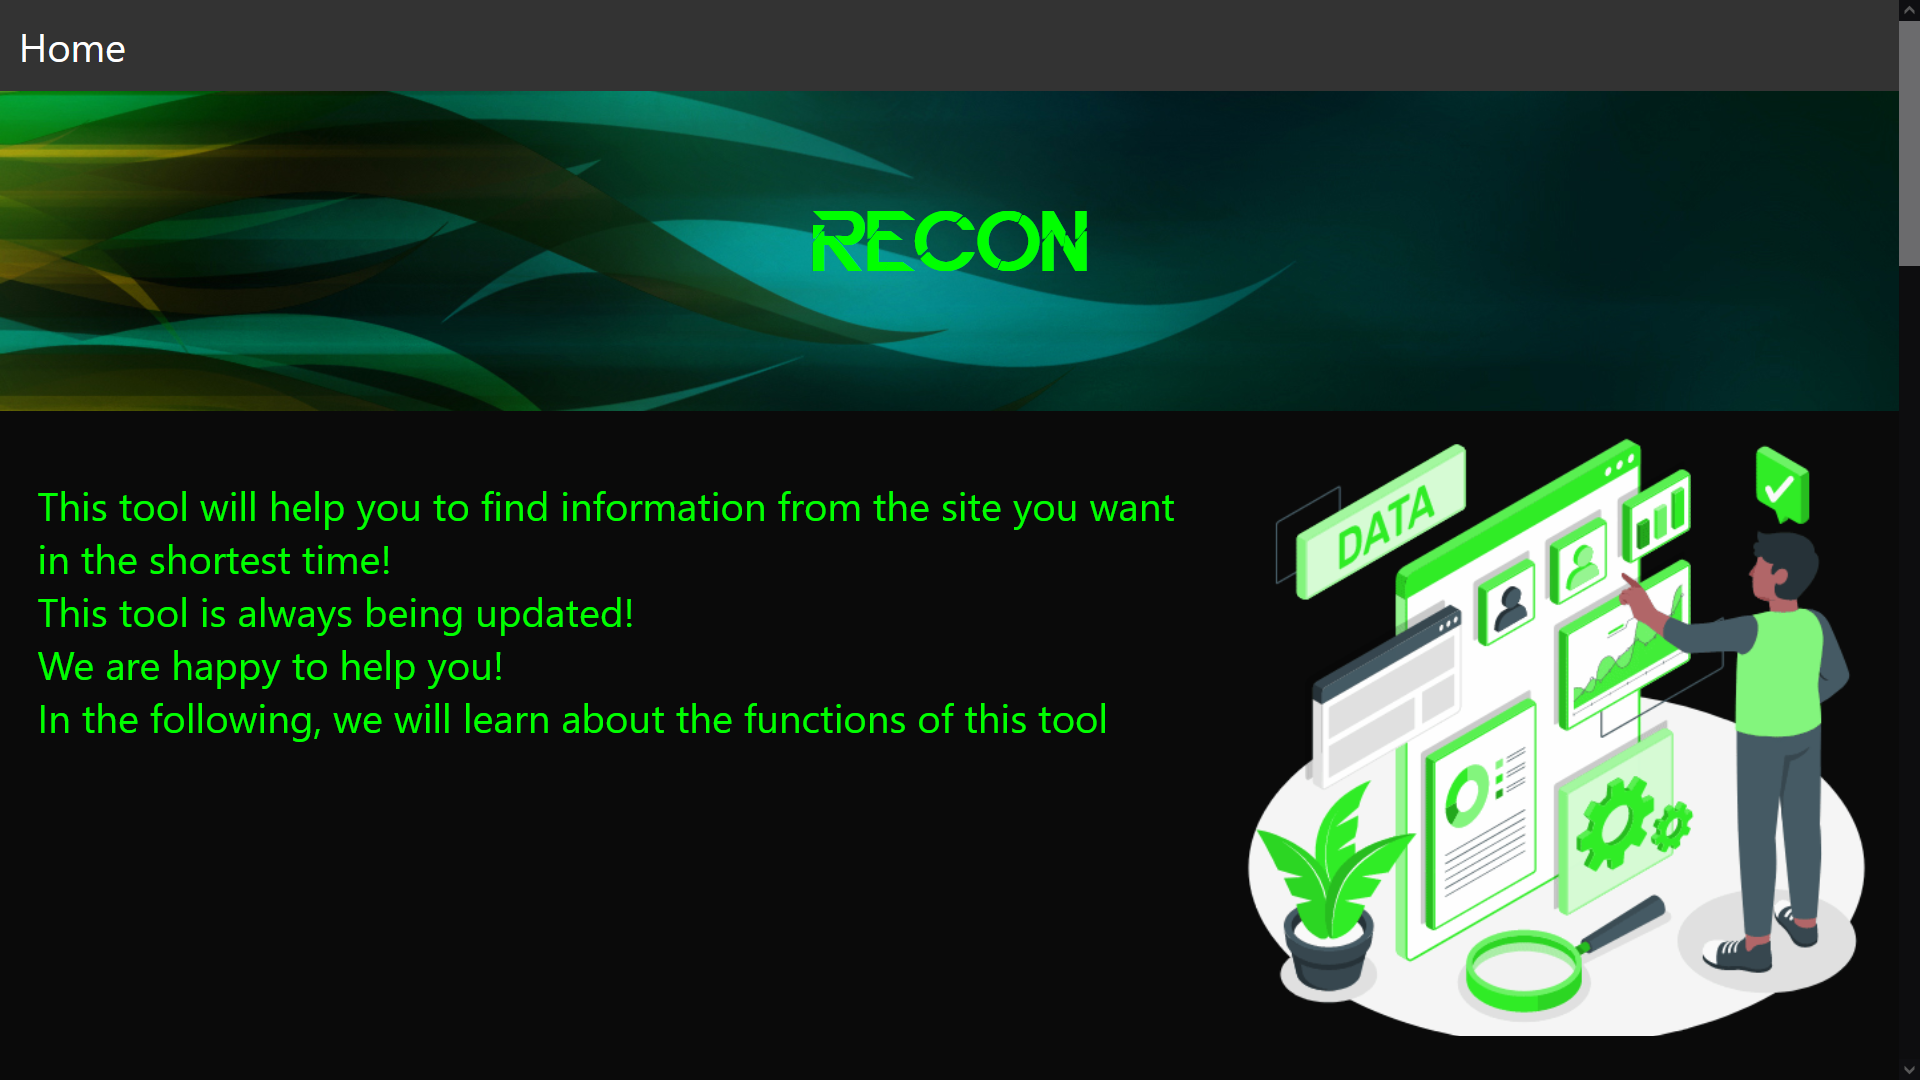 Home
RECON
This tool will help you to find information from the site you want
in the shortest time!
This tool is always being updated!
We are happy to help you!
In the following, we will learn about the functions of this tool
DATA